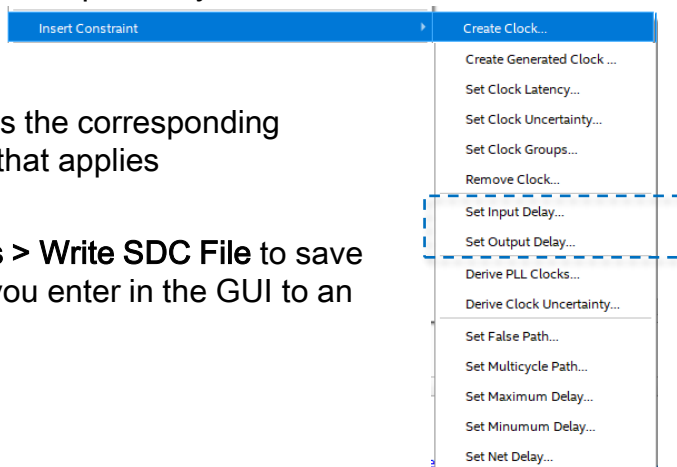 Insert Constraint
Create Clock...
Create Generated Clock ...
Set Clock Latency...
Set Clock Uncertainty...
Set Clock Groups...
Remove Clock...
Set Input Delay...
Set Output Delay...
Derive PLL Clocks...
Derive Clock Uncertainty...
Set False Path...
Set Multicycle Path...
Set Maximum Delay...
Set Minumum Delay...
Set Net Delay...
s the corresponding
that applies
s > Write SDC File to save
you enter in the GUI to an